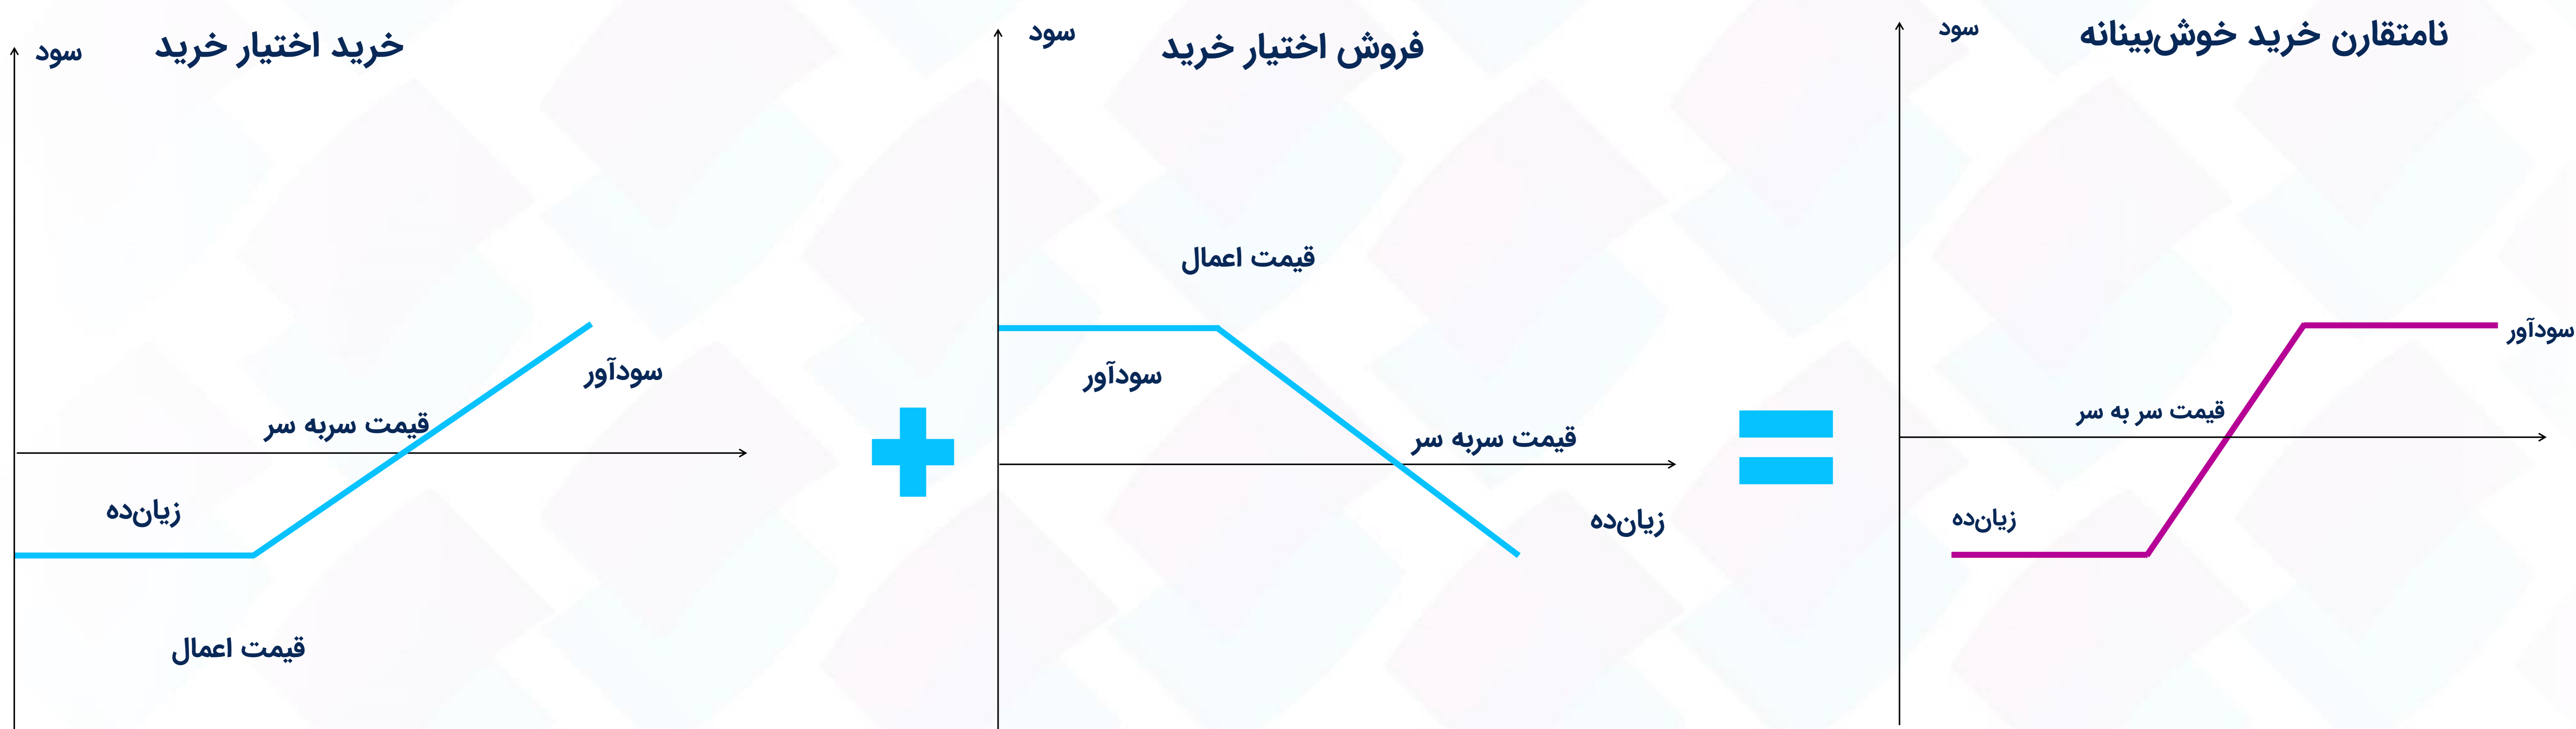 خرید اختیار خرید
سود
قیمت سربه سر
سودآور
زیان‌ده
قیمت اعمال
فروش اختیار خرید
سود
قیمت اعمال
سودآور
قیمت سربه سر
زیان‌ده
نامتقارن خرید خوش‌بینانه
سود
سودآور
قیمت سر به سر
زیان‌ده